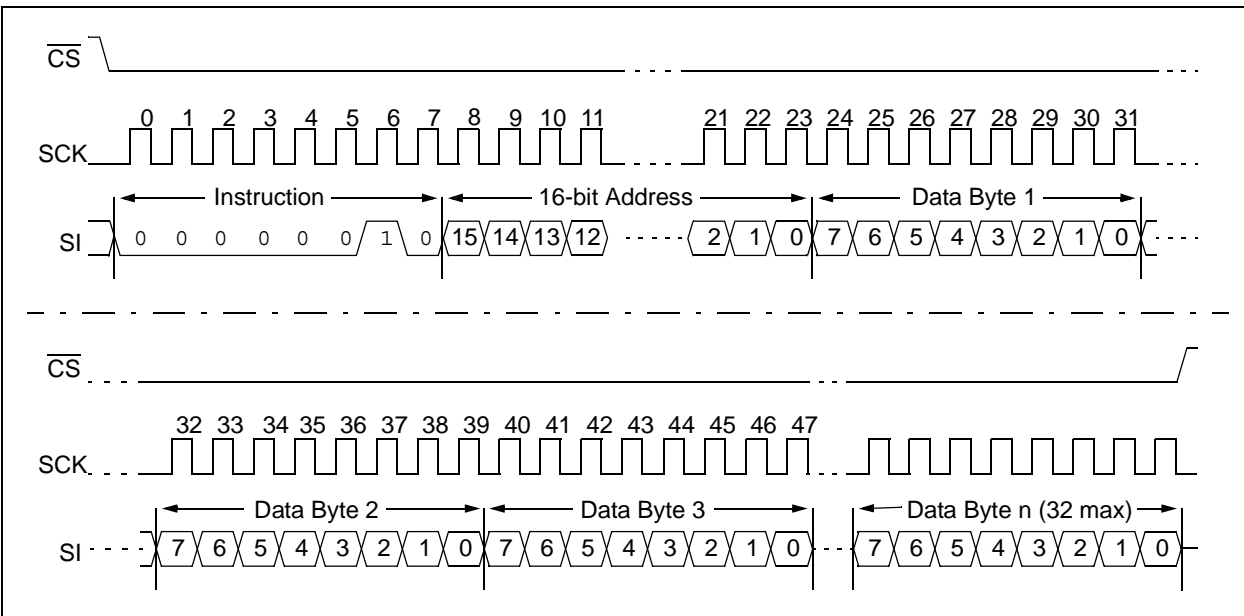 CS
0 1 2 3 4 5 6 7 8 9 10 11 21 22 23 24 25 26 27 28 29 30 31
SCK
Instruction 16-bit Address Data Byte 1
SI 0 0 0 0 0 0 1 0 15 14 13 12 2 1 0 7 6 5 4 3 2 1 0
CS
32 33 34 35 36 37 38 39 40 41 42 43 44 45 46 47
SCK
Data Byte 2 Data Byte 3 Data Byte n (32 max)
SI 7 6 5 4 3 2 1 0 7 6 5 4 3 2 1 0 7 6 5 4 3 2 1 0